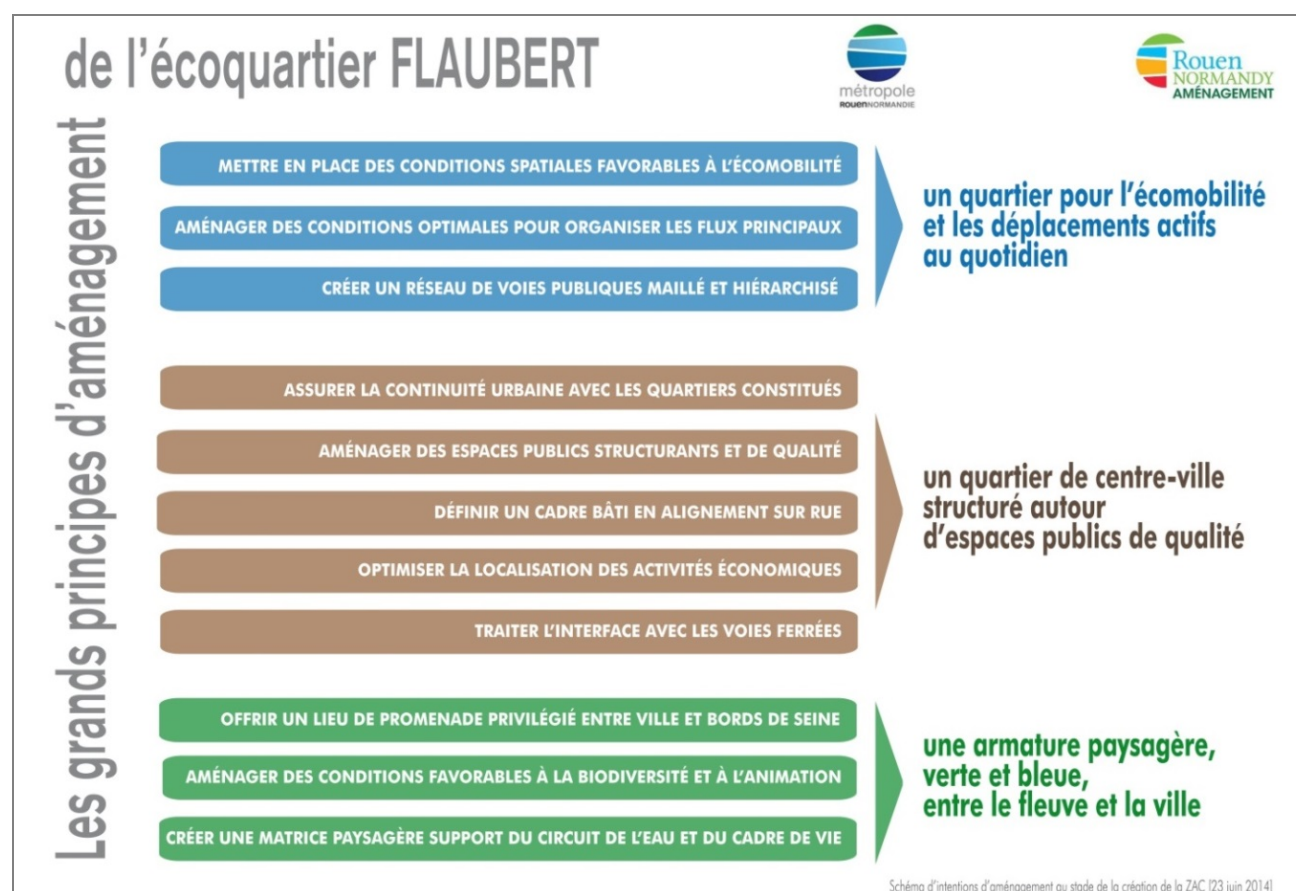 Les grands principes d'aménagement
de l'écoquartier FLAUBERT
métropole
ROUENNORMANDIE
Rouen
NORMANDY
AMÉNAGEMENT
METTRE EN PLACE DES CONDITIONS SPATIALES FAVORABLES À L'ÉCOMOBILITÉ
AMÉNAGER DES CONDITIONS OPTIMALES POUR ORGANISER LES FLUX PRINCIPAUX
CRÉER UN RÉSEAU DE VOIES PUBLIQUES MAILLÉ ET HIÉRARCHISÉ
un quartier pour l'écomobilité
et les déplacements actifs
au quotidien
ASSURER LA CONTINUITÉ URBAINE AVEC LES QUARTIERS CONSTITUÉS
AMÉNAGER DES ESPACES PUBLICS STRUCTURANTS ET DE QUALITÉ
DÉFINIR UN CADRE BÂTI EN ALIGNEMENT SUR RUE
OPTIMISER LA LOCALISATION DES ACTIVITÉS ÉCONOMIQUES
TRAITER L'INTERFACE AVEC LES VOIES FERRÉES
un quartier de centre-ville
structuré autour
d'espaces publics de qualité
OFFRIR UN LIEU DE PROMENADE PRIVILÉGIÉ ENTRE VILLE ET BORDS DE SEINE
AMÉNAGER DES CONDITIONS FAVORABLES À LA BIODIVERSITÉ ET À L'ANIMATION
CRÉER UNE MATRICE PAYSAGÈRE SUPPORT DU CIRCUIT DE L'EAU ET DU CADRE DE VIE
une armature paysagère,
verte et bleue,
entre le fleuve et la ville
Schéma d'intentions d'aménagement au stade de la création de la ZAC [23 juin 2014]